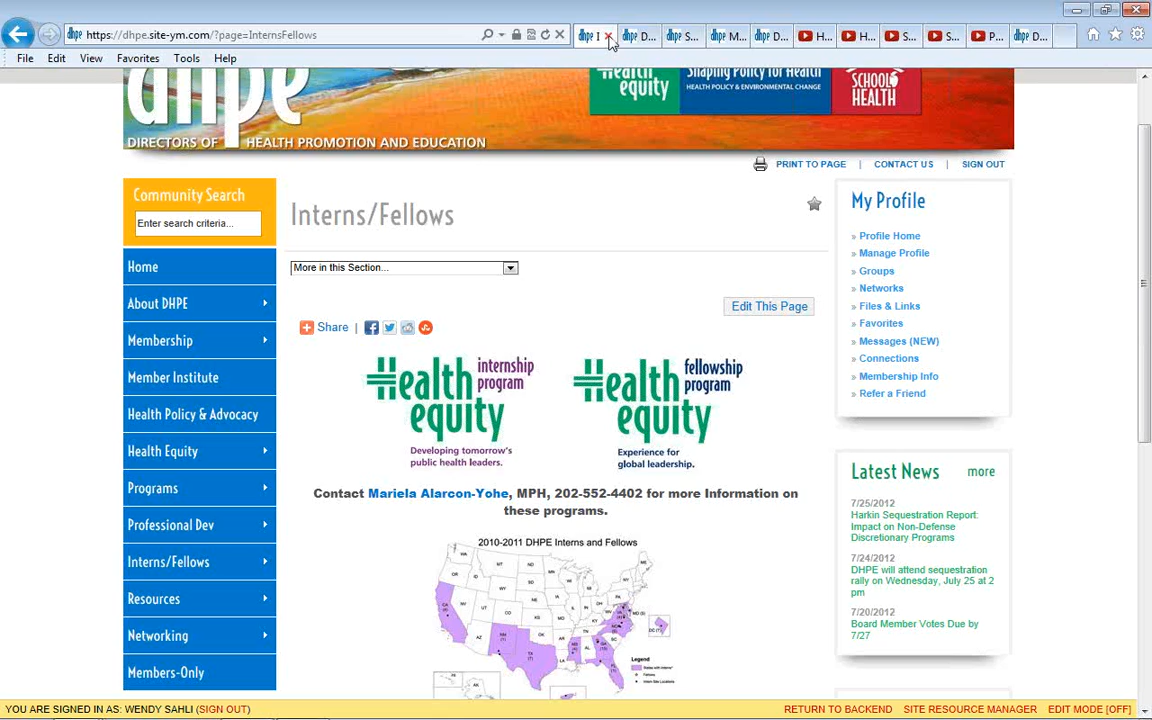 https://dhpe.site-ym.com/?page=InternsFellows
dhpe I
dhpe D...
dhpe S...
dhpe M...
dhpe D...
H...
H...
S...
S...
P...
dhpe D...
File Edit View Favorites Tools Help
dhpe
DIRECTORS OF HEALTH PROMOTION AND EDUCATION
Health
equity
Shaping Policy for Health
HEALTH POLICY & ENVIRONMENTAL CHANGE
SCHOOL
HEALTH
PRINT TO PAGE | CONTACT US | SIGN OUT
Community Search
Enter search criteria...
Home
About DHPE
Membership
Member Institute
Health Policy & Advocacy
Health Equity
Programs
Professional Dev
Interns/Fellows
Resources
Networking
Members-Only
Interns/Fellows
More in this Section...
Edit This Page
Share |
Health
equity
internship
program
Developing tomorrow's
public health leaders.
Health
equity
fellowship
program
Experience for
global leadership.
Contact Mariela Alarcon-Yohe, MPH, 202-552-4402 for more Information on
these programs.
2010-2011 DHPE Interns and Fellows
Legend
My Profile
» Profile Home
» Manage Profile
» Groups
» Networks
» Files & Links
» Favorites
» Messages (NEW)
» Connections
» Membership Info
» Refer a Friend
Latest News more
7/25/2012
Harkin Sequestration Report:
Impact on Non-Defense
Discretionary Programs
7/24/2012
DHPE will attend sequestration
rally on Wednesday, July 25 at 2
pm
7/20/2012
Board Member Votes Due by
7/27
YOU ARE SIGNED IN AS: WENDY SAHLI (SIGN OUT)
RETURN TO BACKEND SITE RESOURCE MANAGER EDIT MODE [OFF]